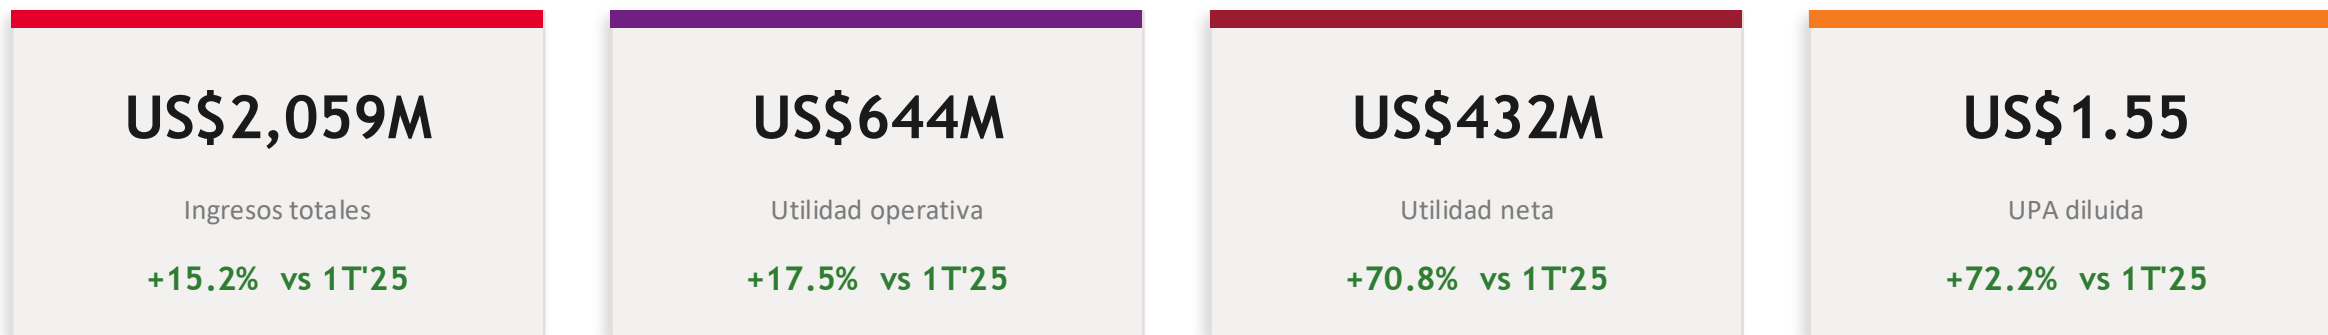 US$2,059M
Ingresos totales
+15.2% vs 1T'25
US$644M
Utilidad operativa
+17.5% vs 1T'25
US$432M
Utilidad neta
+70.8% vs 1T'25
US$1.55
UPA diluida
+72.2% vs 1T'25